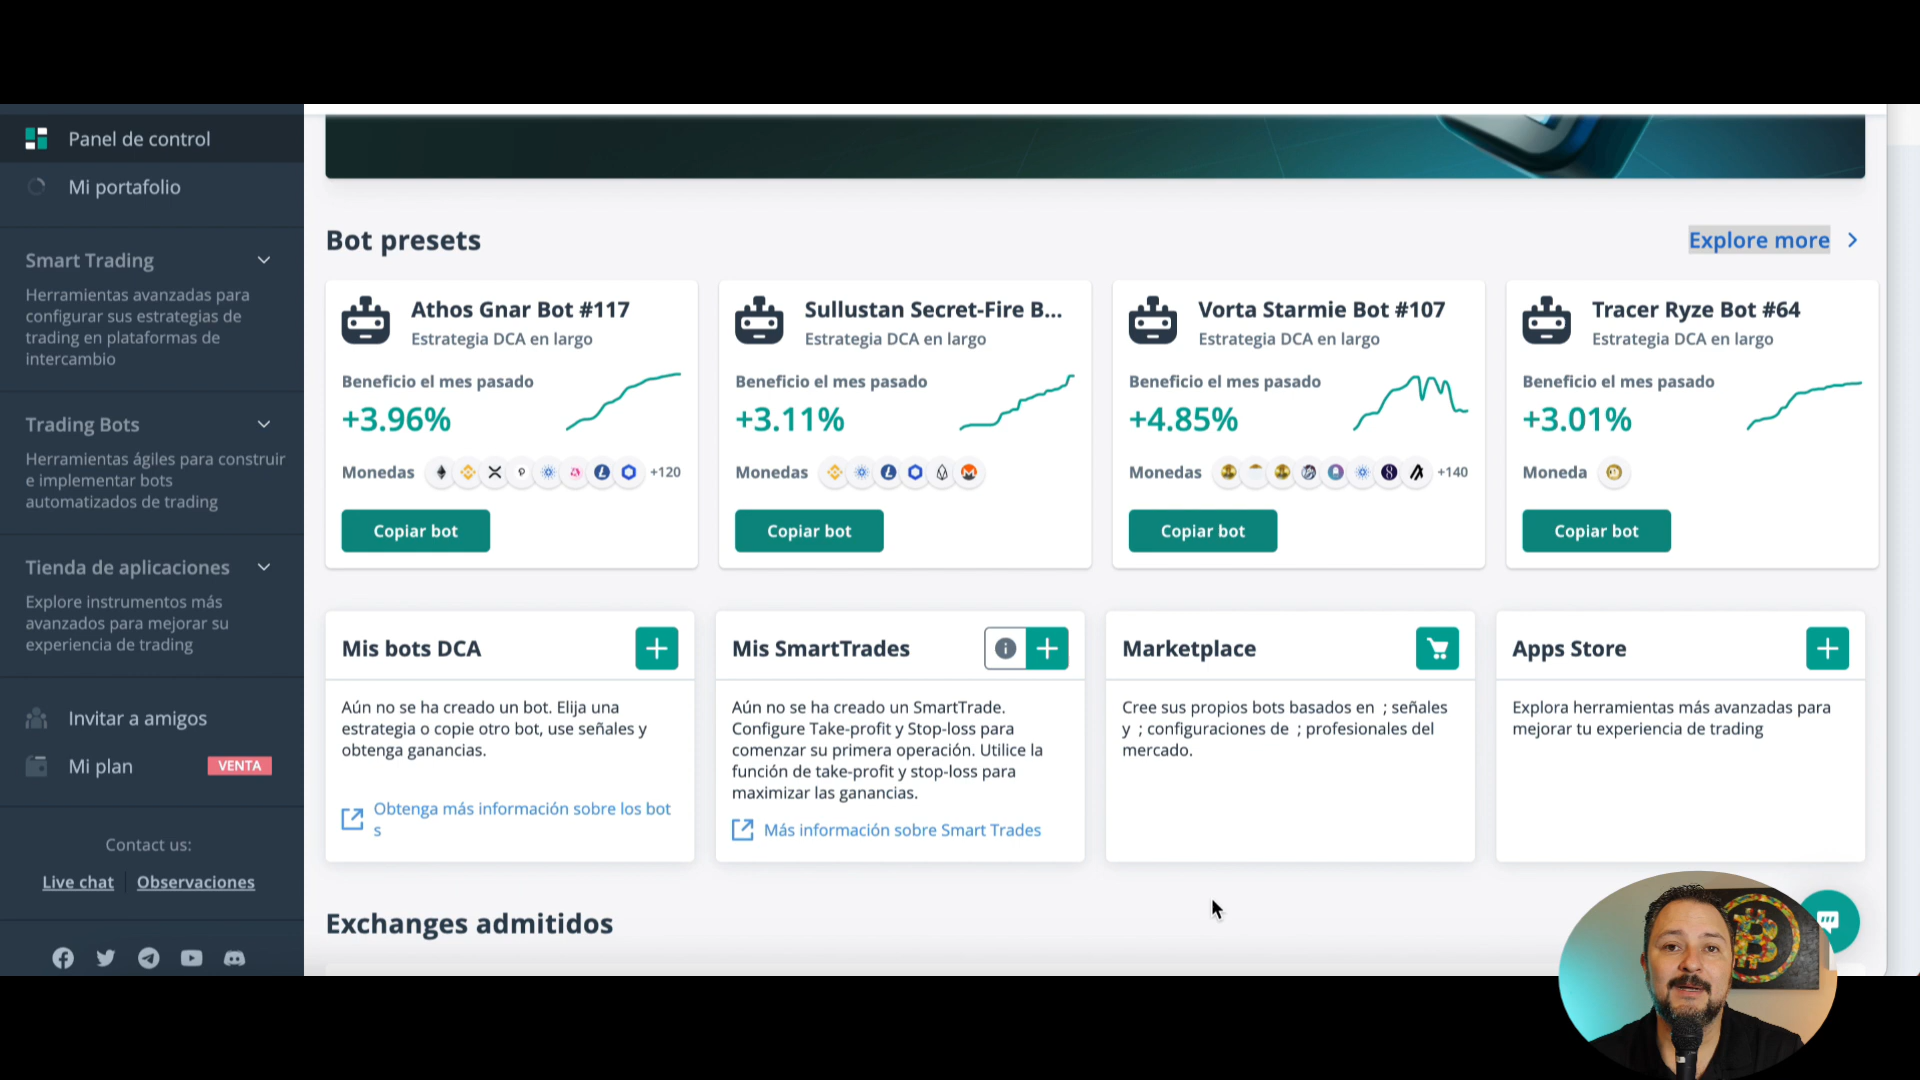 Panel de control
Mi portafolio
Smart Trading
Herramientas avanzadas para
configurar sus estrategias de
trading en plataformas de
intercambio
Trading Bots
Herramientas ágiles para construir
e implementar bots
automatizados de trading
Tienda de aplicaciones
Explore instrumentos más
avanzados para mejorar su
experiencia de trading
Invitar a amigos
Mi plan
VENTA
Contact us:
Live chat
Observaciones
Bot presets
Explore more
Athos Gnar Bot #117
Estrategia DCA en largo
Beneficio el mes pasado
+3.96%
Monedas
+120
Copiar bot
Sullustan Secret-Fire B...
Estrategia DCA en largo
Beneficio el mes pasado
+3.11%
Monedas
Copiar bot
Vorta Starmie Bot #107
Estrategia DCA en largo
Beneficio el mes pasado
+4.85%
Monedas
+140
Copiar bot
Tracer Ryze Bot #64
Estrategia DCA en largo
Beneficio el mes pasado
+3.01%
Moneda
Copiar bot
Mis bots DCA
Aún no se ha creado un bot. Elija una
estrategia o copie otro bot, use señales y
obtenga ganancias.
Obtenga más información sobre los bot
s
Mis SmartTrades
Aún no se ha creado un SmartTrade.
Configure Take-profit y Stop-loss para
comenzar su primera operación. Utilice la
función de take-profit y stop-loss para
maximizar las ganancias.
Más información sobre Smart Trades
Marketplace
Cree sus propios bots basados en ; señales
y ; configuraciones de ; profesionales del
mercado.
Apps Store
Explora herramientas más avanzadas para
mejorar tu experiencia de trading
Exchanges admitidos